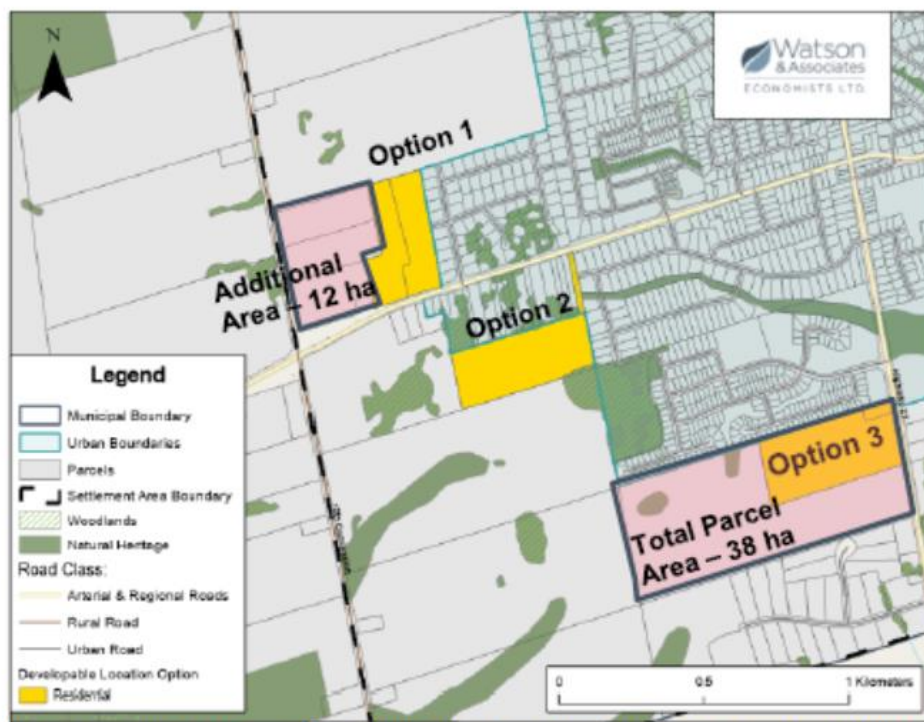 N
Watson
& Associates
ECONOMISTS LTD.
Option 1
Additional
Area – 12 ha
Option 2
Option 3
Total Parcel
Area – 38 ha
Legend
Municipal Boundary
Urban Boundaries
Parcels
Settlement Area Boundary
Woodlands
Natural Heritage
Road Class:
Arterial & Regional Roads
Rural Road
Urban Road
Developable Location Option
Residential
0
0.5
1 Kilometers